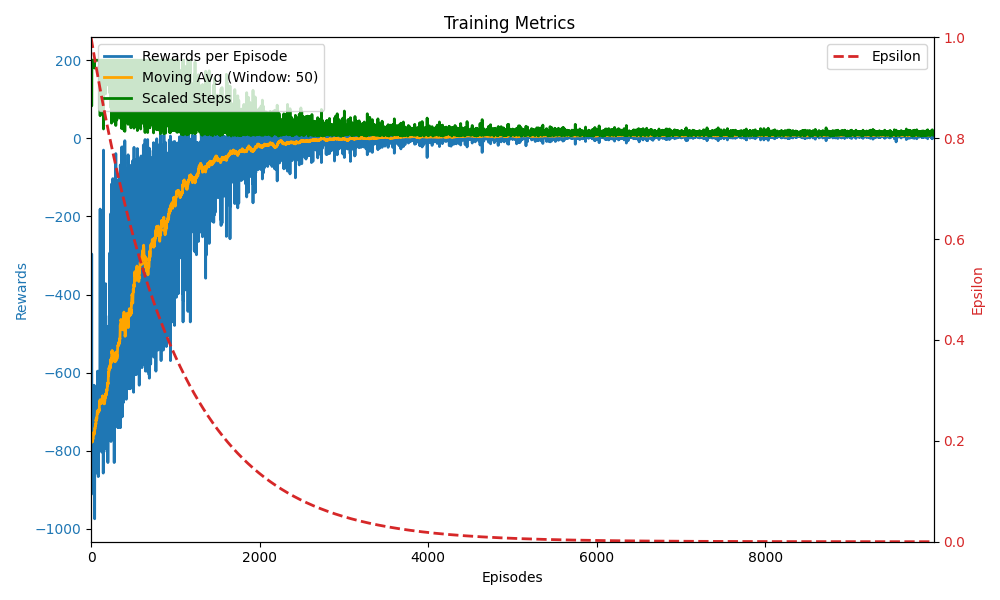 Training Metrics
Rewards per Episode
Moving Avg (Window: 50)
Scaled Steps
Epsilon
200
0
−200
−400
−600
−800
−1000
Rewards
1.0
0.8
0.6
0.4
0.2
0.0
Epsilon
0
2000
4000
6000
8000
Episodes